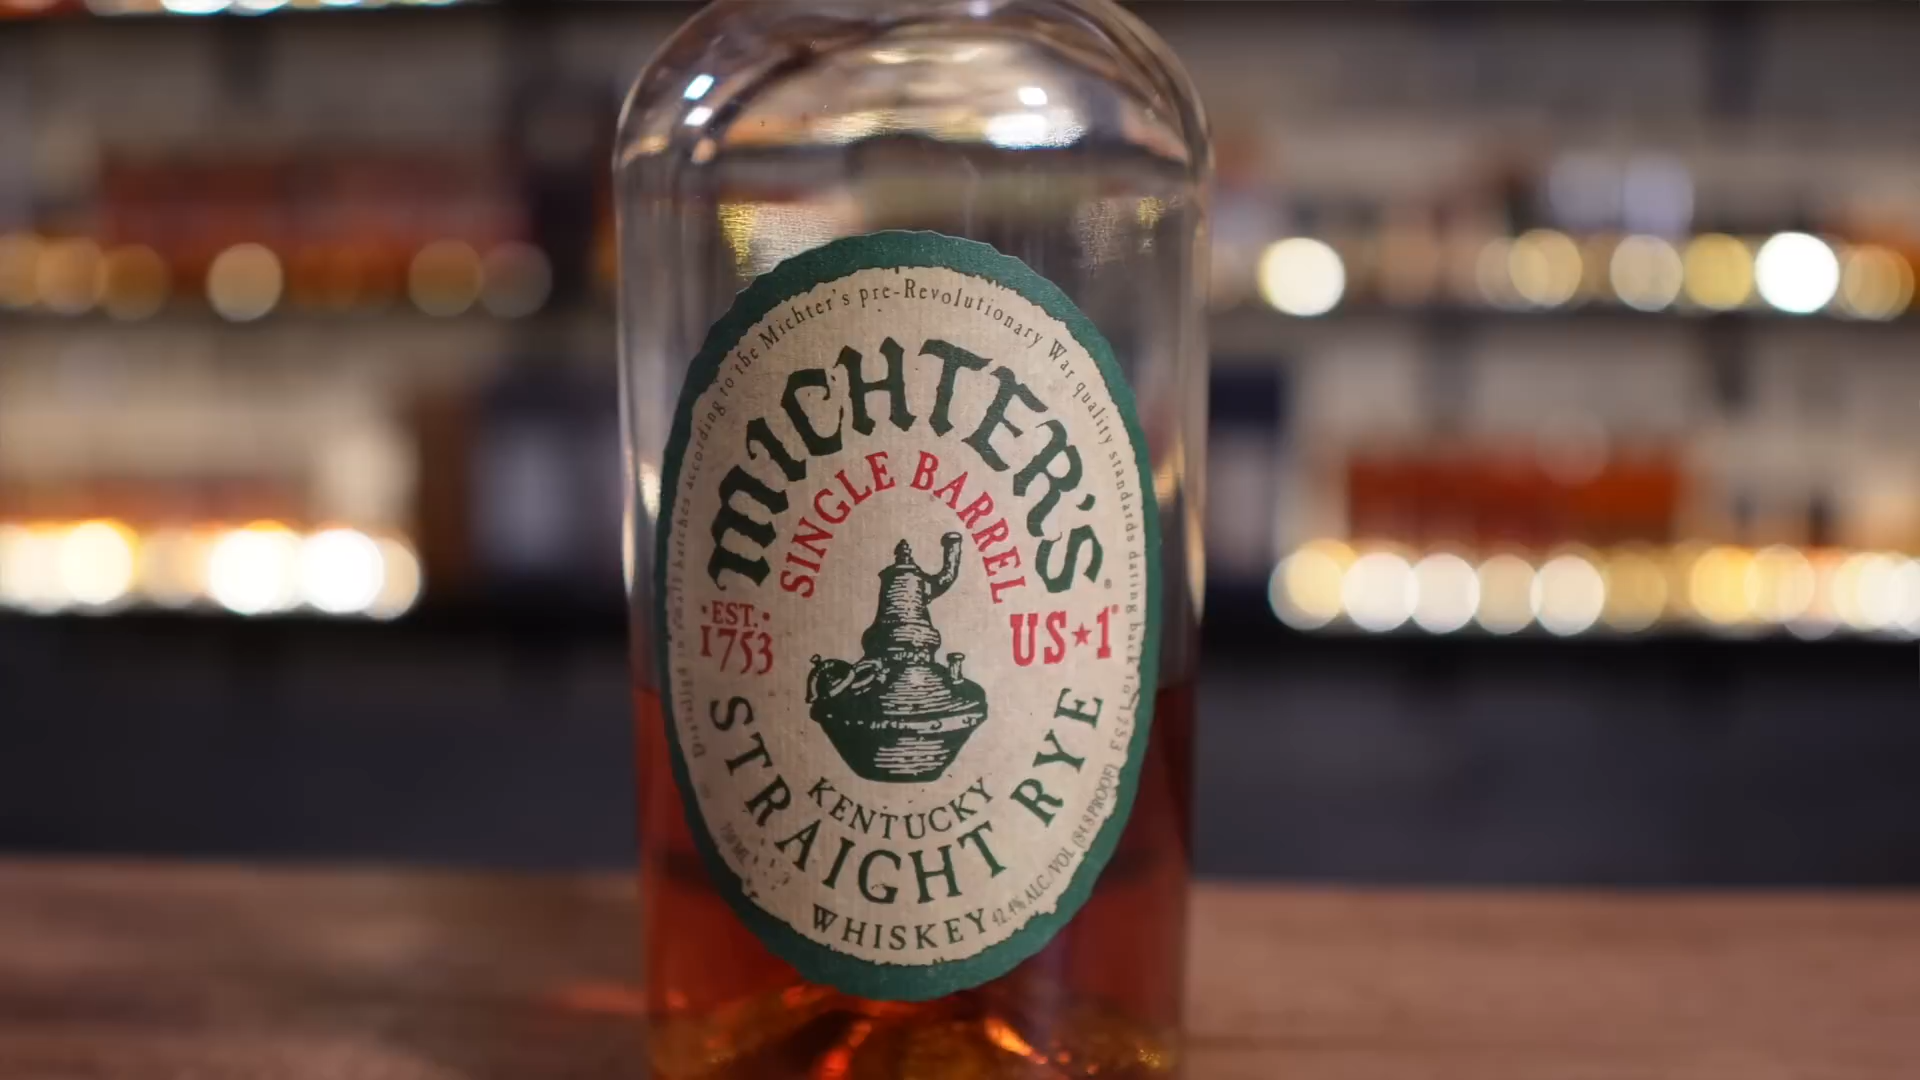 Distilled in small batches according to the Michter's pre-Revolutionary War quality standards dating back to 1753
MICHTER'S®
SINGLE BARREL
·EST.·
1753
US★1®
KENTUCKY
STRAIGHT RYE
WHISKEY
42.4% ALC./VOL (84.8 PROOF)